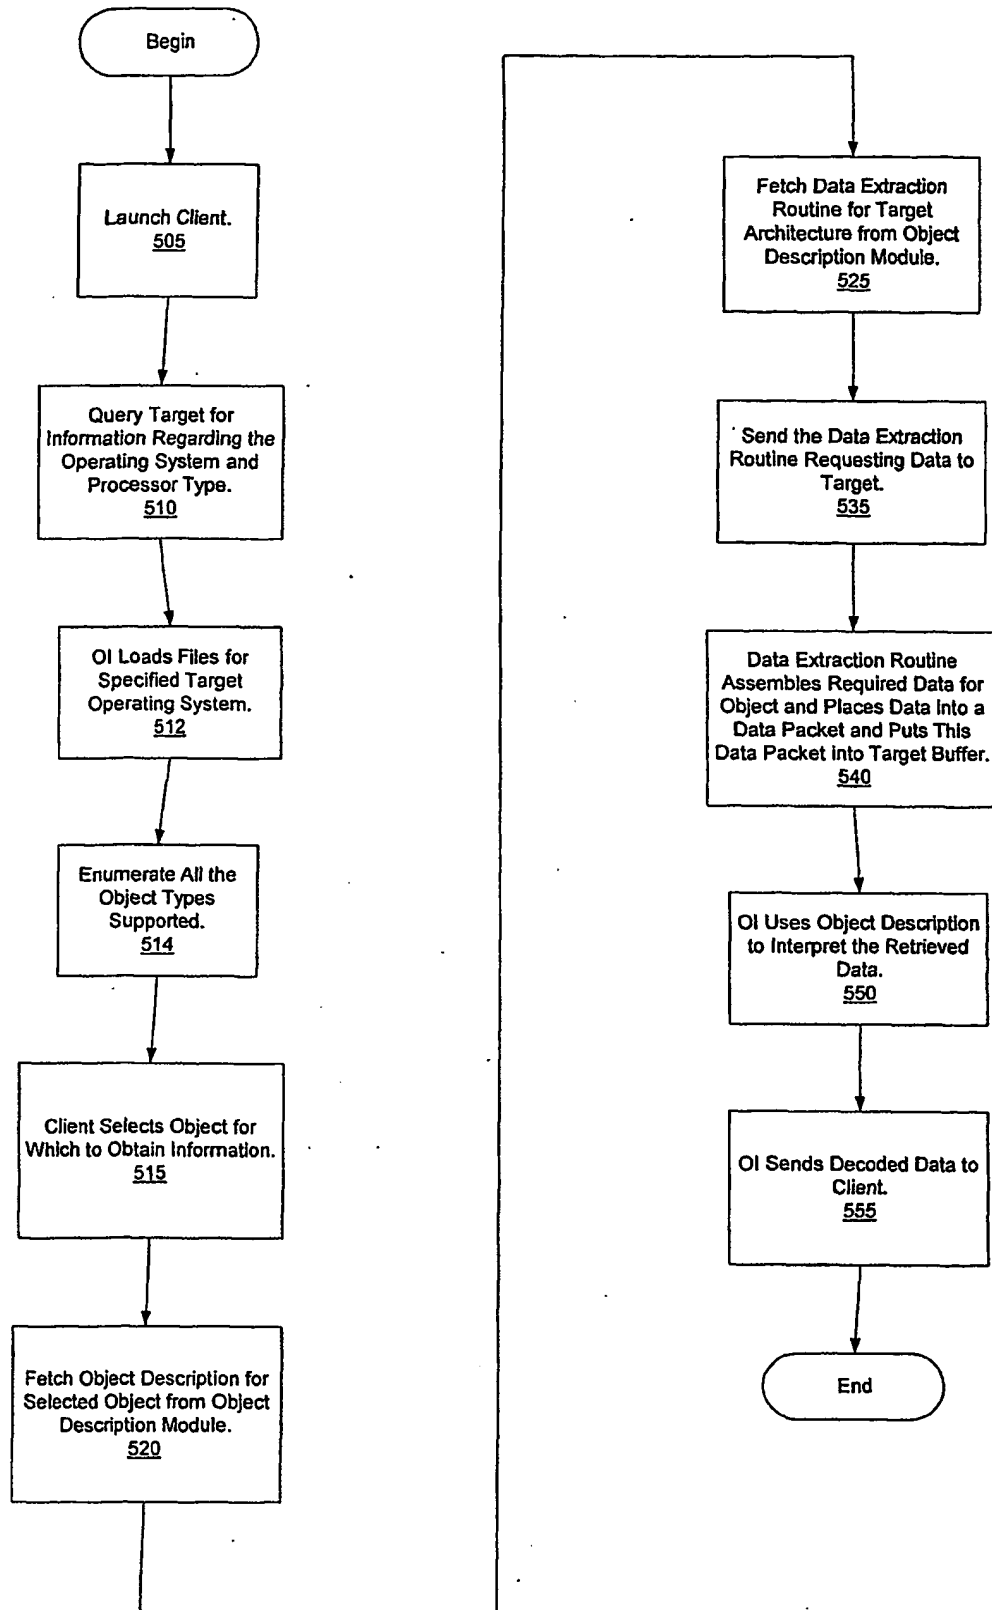 Begin
Launch Client.
505
Query Target for
Information Regarding the
Operating System and
Processor Type.
510
OI Loads Files for
Specified Target
Operating System.
512
Enumerate All the
Object Types
Supported.
514
Client Selects Object for
Which to Obtain Information.
515
Fetch Object Description for
Selected Object from Object
Description Module.
520
Fetch Data Extraction
Routine for Target
Architecture from Object
Description Module.
525
Send the Data Extraction
Routine Requesting Data to
Target.
535
Data Extraction Routine
Assembles Required Data for
Object and Places Data into a
Data Packet and Puts This
Data Packet into Target Buffer.
540
OI Uses Object Description
to Interpret the Retrieved
Data.
550
OI Sends Decoded Data to
Client.
555
End